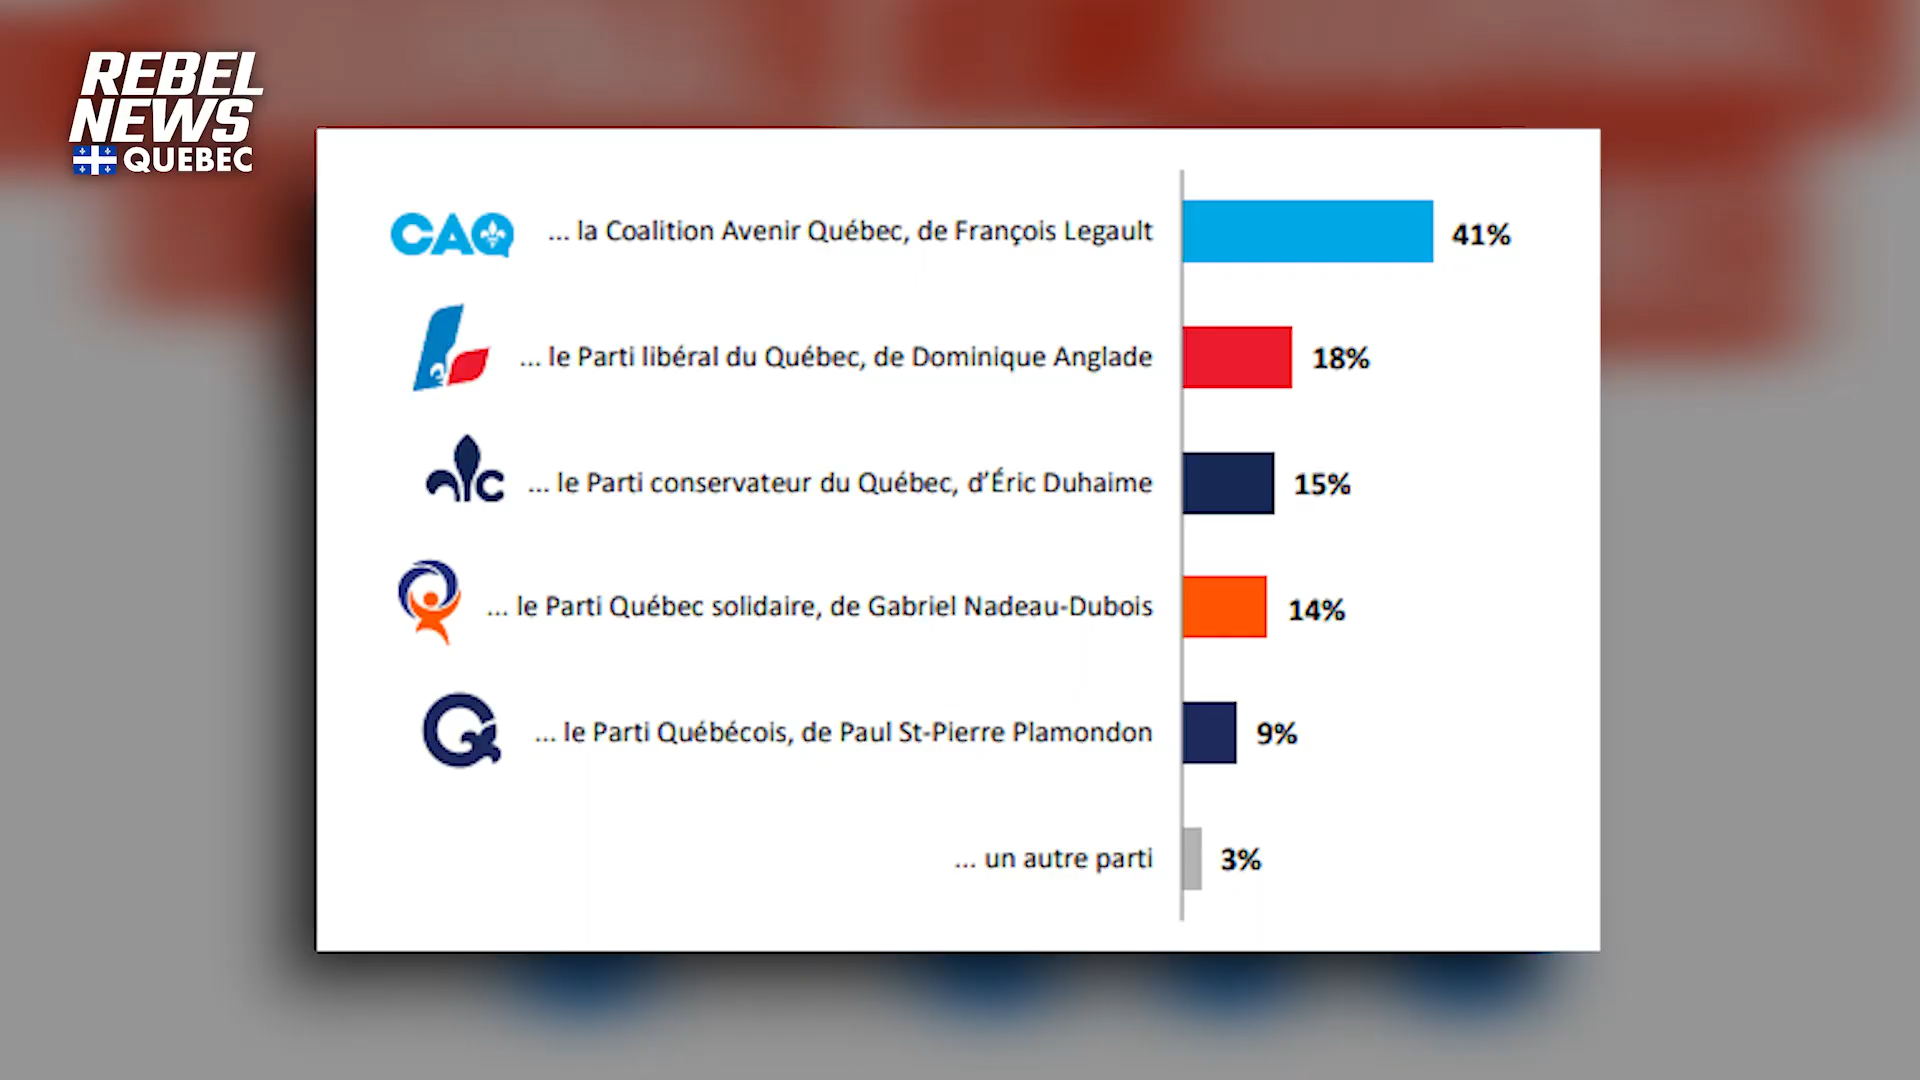 REBEL
NEWS
QUEBEC
CAQ ... la Coalition Avenir Québec, de François Legault 41%
... le Parti libéral du Québec, de Dominique Anglade 18%
... le Parti conservateur du Québec, d'Éric Duhaime 15%
... le Parti Québec solidaire, de Gabriel Nadeau-Dubois 14%
... le Parti Québécois, de Paul St-Pierre Plamondon 9%
... un autre parti 3%